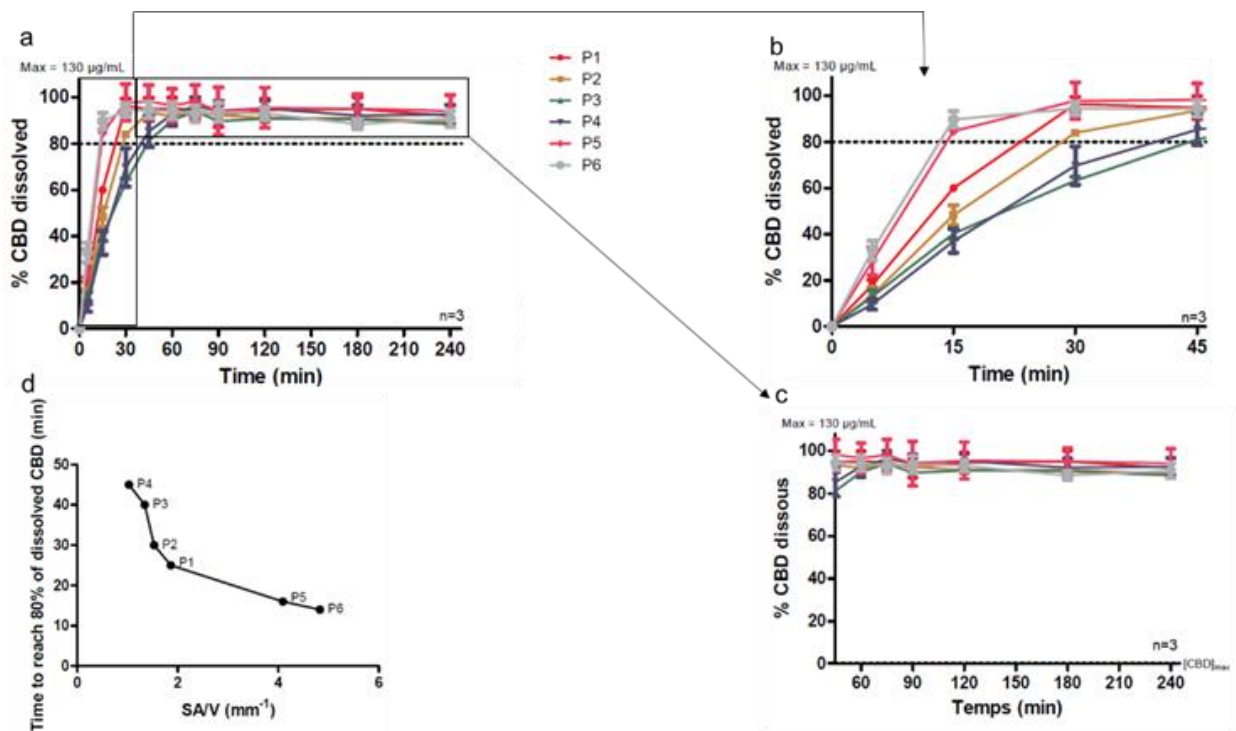 a
Max = 130 µg/mL
% CBD dissolved
100
80
60
40
20
0
0 30 60 90 120 150 180 210 240
Time (min)
n=3
P1
P2
P3
P4
P5
P6
b
Max = 130 µg/mL
% CBD dissolved
100
80
60
40
20
0
0 15 30 45
Time (min)
n=3
d
Time to reach 80% of dissolved CBD (min)
50
40
30
20
10
0
P4
P3
P2
P1
P5
P6
0 2 4 6
SA/V (mm⁻¹)
c
Max = 130 µg/mL
% CBD dissous
100
80
60
40
20
0
n=3
[CBD]max
60 90 120 150 180 210 240
Temps (min)